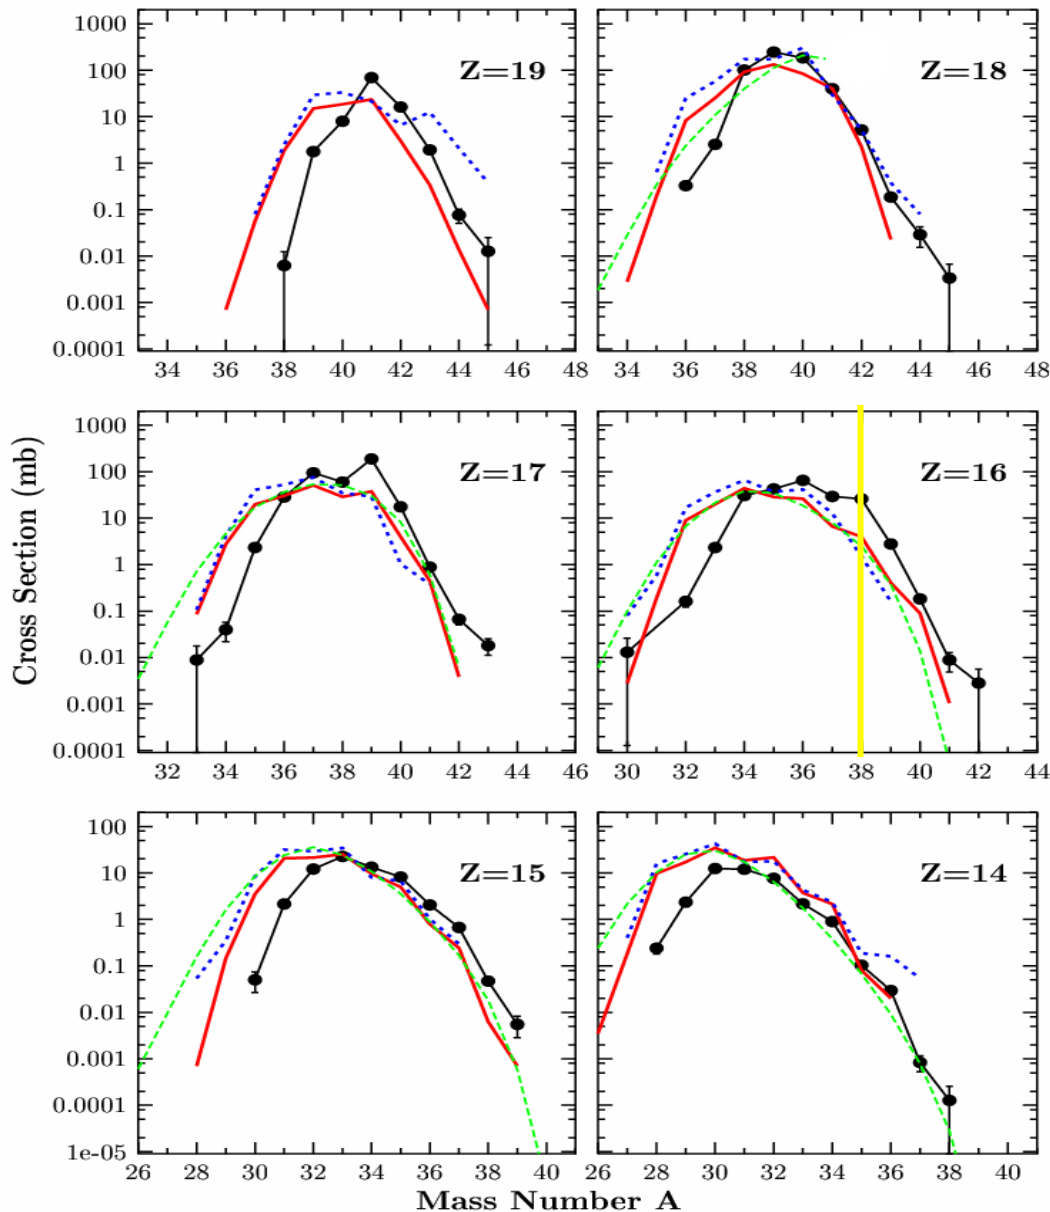 1000
100
10
1
0.1
0.01
0.001
0.0001
Z=19
34 36 38 40 42 44 46 48
Z=18
34 36 38 40 42 44 46 48
Cross Section (mb)
1000
100
10
1
0.1
0.01
0.001
0.0001
Z=17
32 34 36 38 40 42 44 46
Z=16
30 32 34 36 38 40 42 44
100
10
1
0.1
0.01
0.001
0.0001
1e-05
Z=15
26 28 30 32 34 36 38 40
Z=14
26 28 30 32 34 36 38 40
Mass Number A